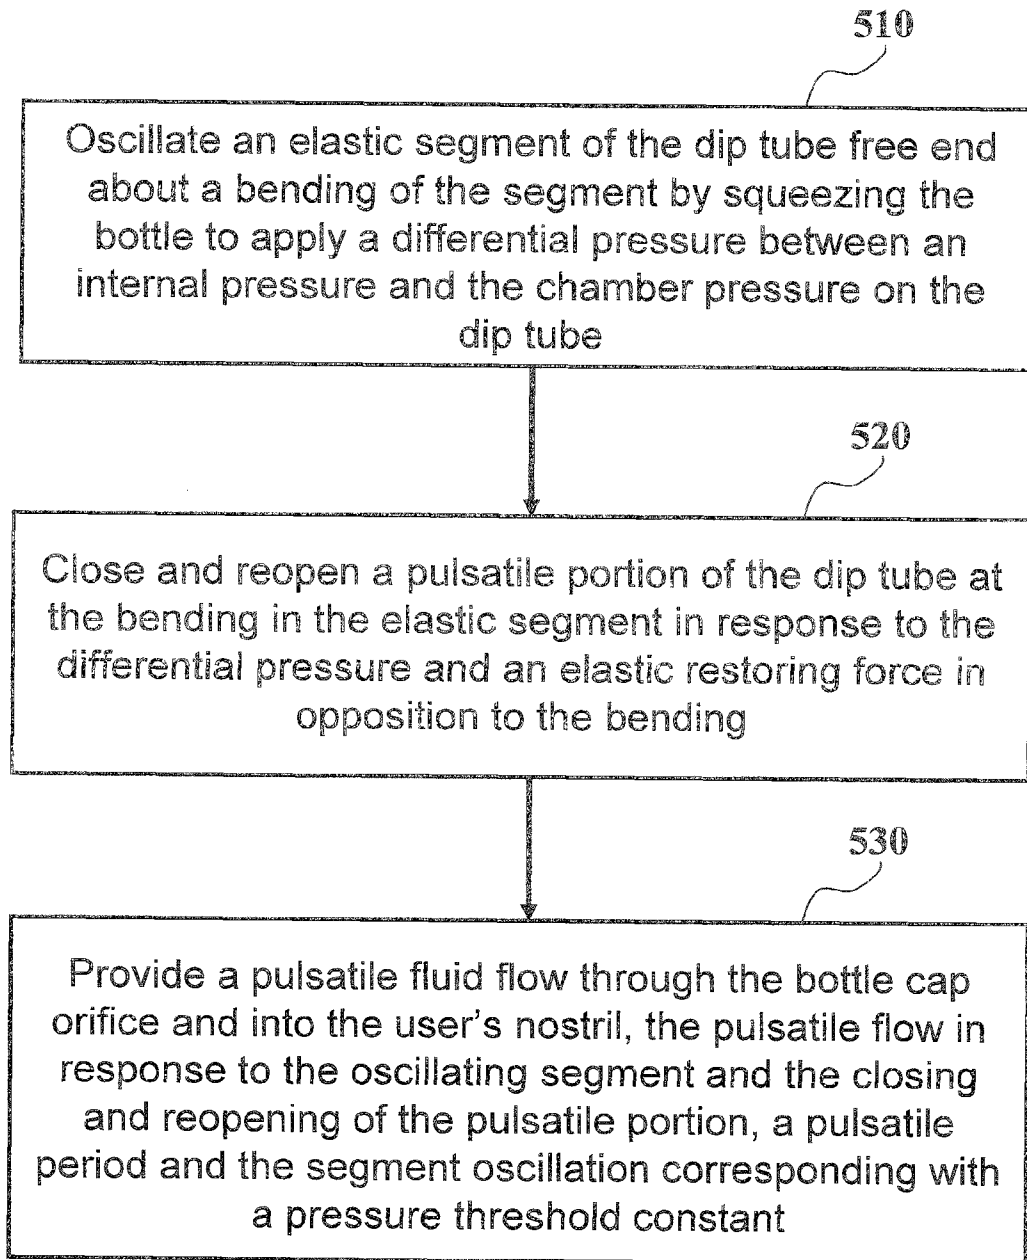 510
Oscillate an elastic segment of the dip tube free end
about a bending of the segment by squeezing the
bottle to apply a differential pressure between an
internal pressure and the chamber pressure on the
dip tube
520
Close and reopen a pulsatile portion of the dip tube at
the bending in the elastic segment in response to the
differential pressure and an elastic restoring force in
opposition to the bending
530
Provide a pulsatile fluid flow through the bottle cap
orifice and into the user's nostril, the pulsatile flow in
response to the oscillating segment and the closing
and reopening of the pulsatile portion, a pulsatile
period and the segment oscillation corresponding with
a pressure threshold constant